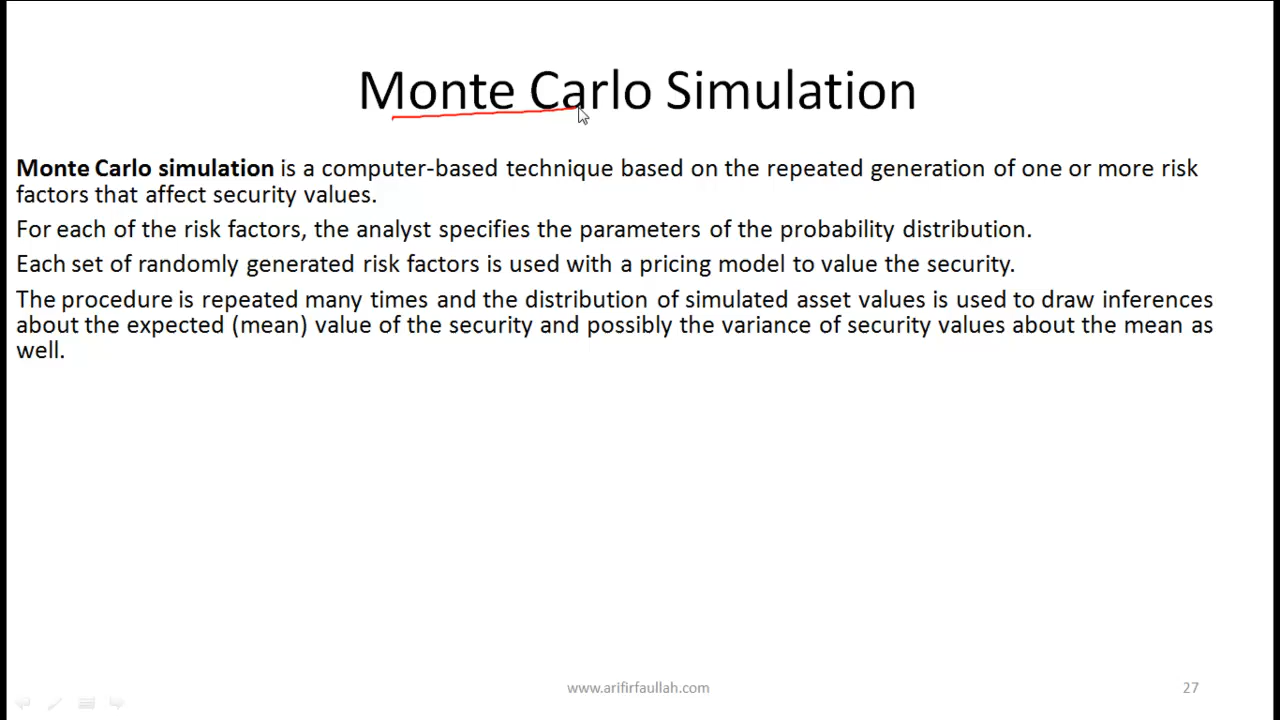 Monte Carlo Simulation
Monte Carlo simulation is a computer-based technique based on the repeated generation of one or more risk
factors that affect security values.
For each of the risk factors, the analyst specifies the parameters of the probability distribution.
Each set of randomly generated risk factors is used with a pricing model to value the security.
The procedure is repeated many times and the distribution of simulated asset values is used to draw inferences
about the expected (mean) value of the security and possibly the variance of security values about the mean as
well.
www.arifirfaullah.com
27